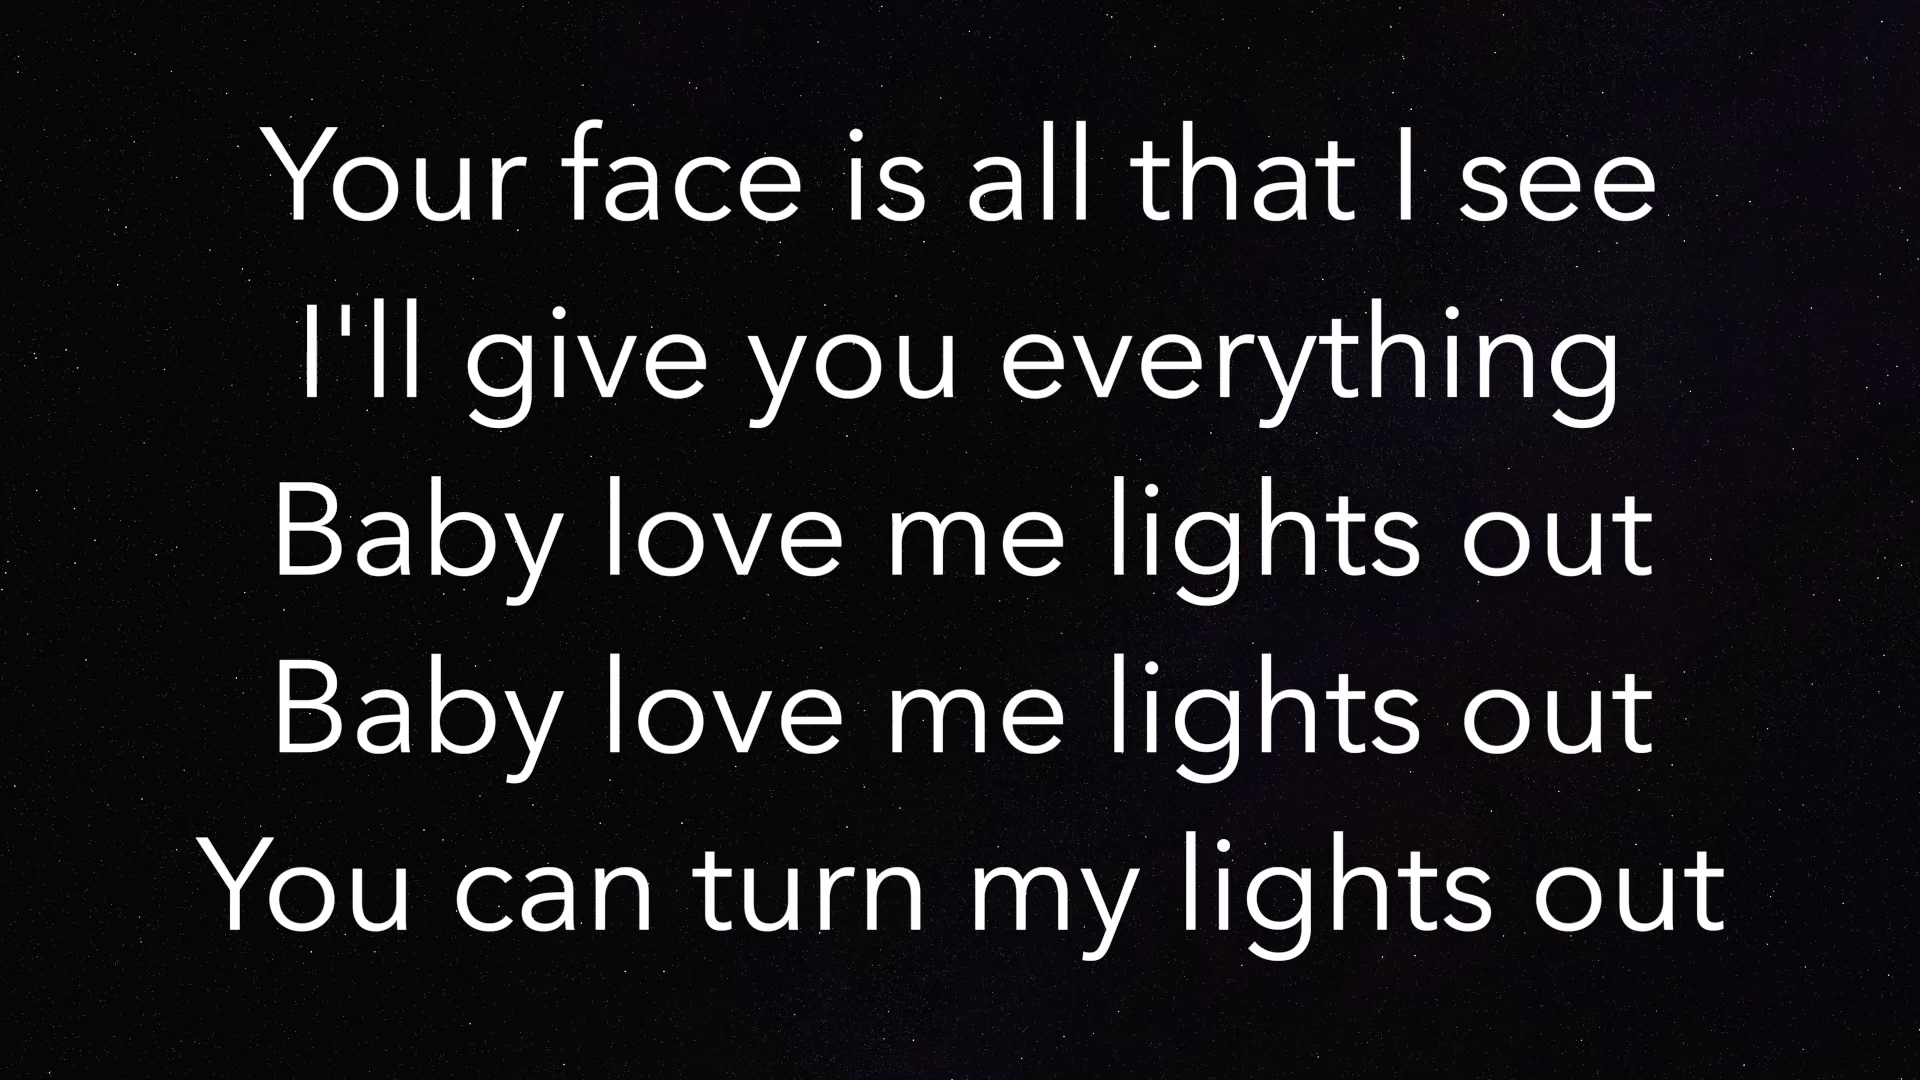 Your face is all that I see
I'll give you everything
Baby love me lights out
Baby love me lights out
You can turn my lights out